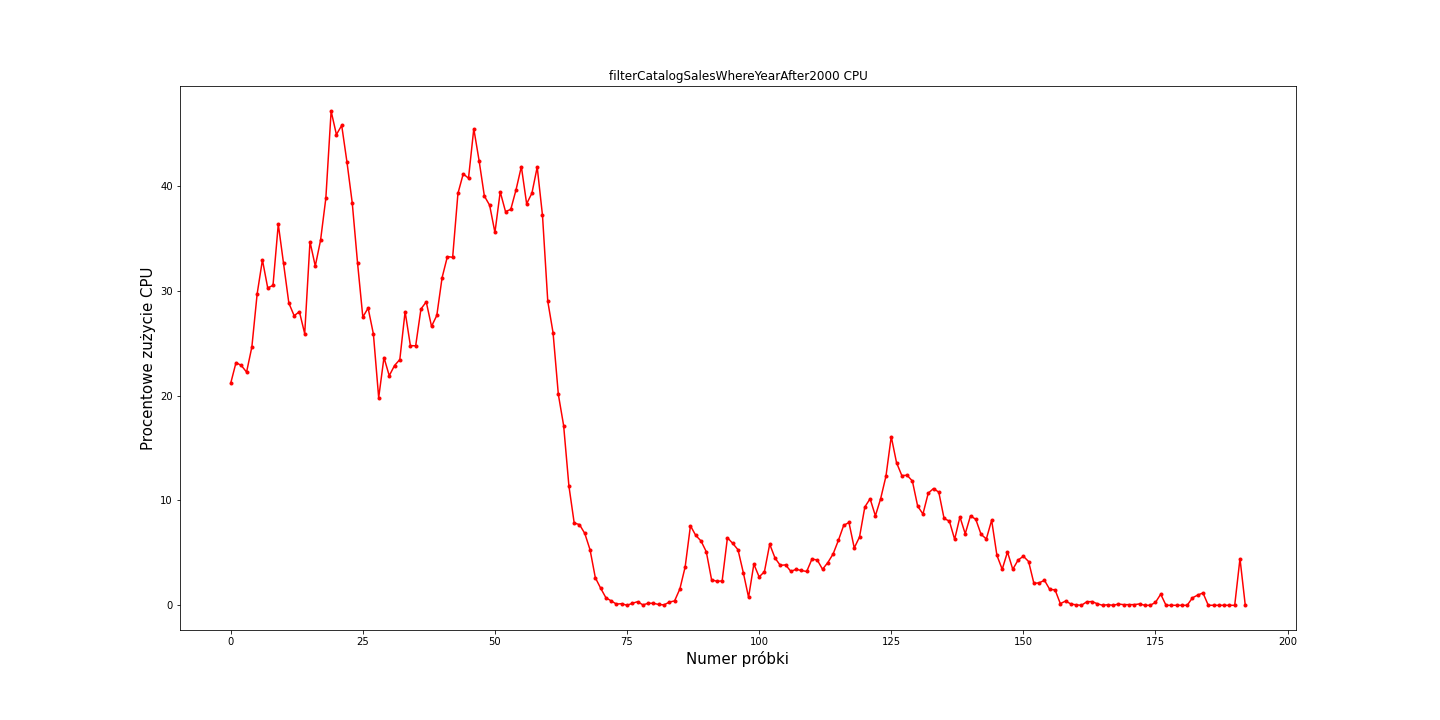 filterCatalogSalesWhereYearAfter2000 CPU
Procentowe zużycie CPU
40
30
20
10
0
0 25 50 75 100 125 150 175 200
Numer próbki